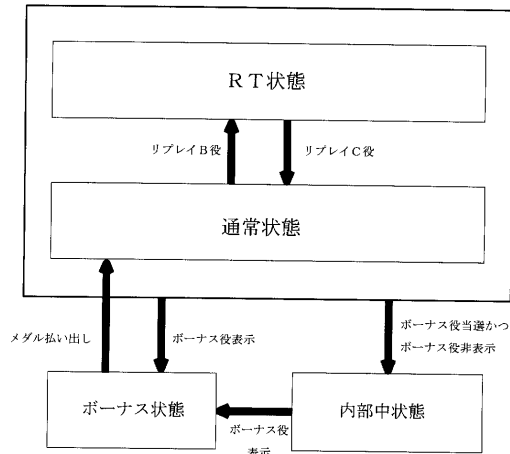 ＲＴ状態
リプレイＢ役
リプレイＣ役
通常状態
メダル払い出し
ボーナス役表示
ボーナス役当選かつ
ボーナス役非表示
ボーナス状態
内部中状態
ボーナス役
表示